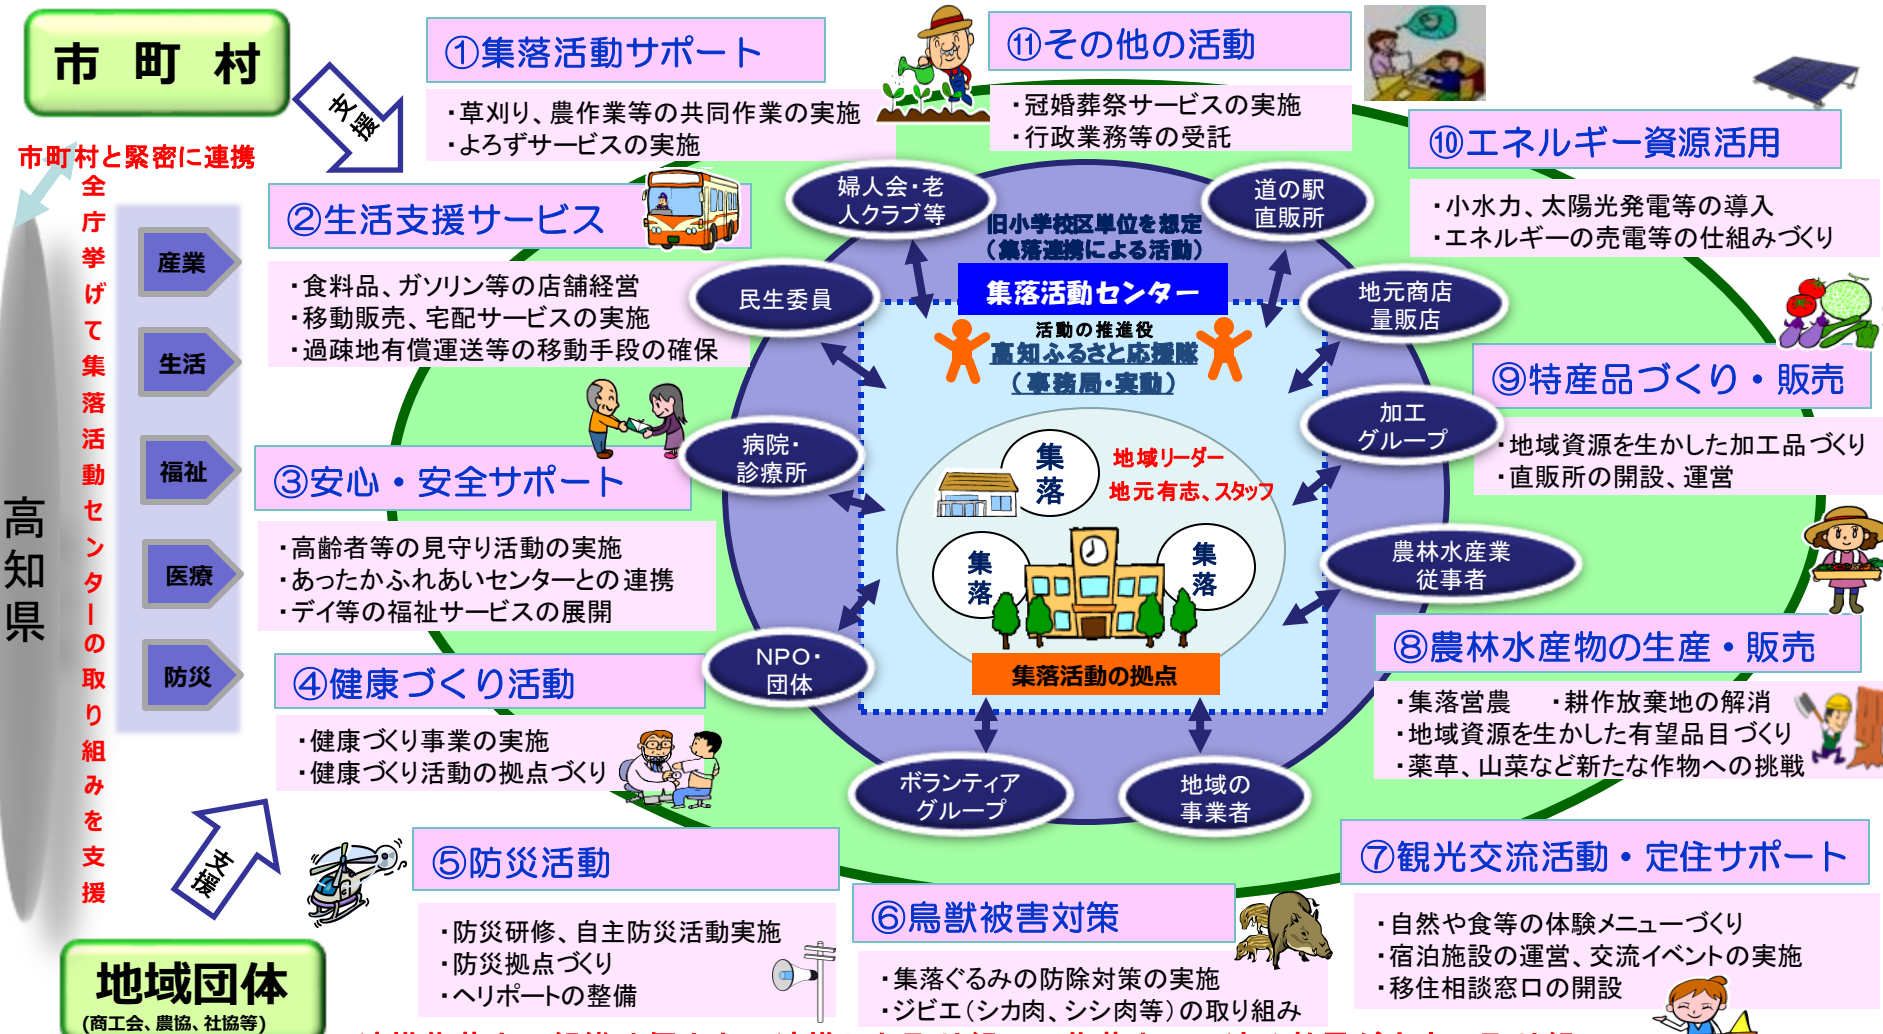 市町村
支援
市町村と緊密に連携
高知県
全庁挙げて集落活動センターの取り組みを支援
産業
生活
福祉
医療
防災
支援
地域団体
(商工会、農協、社協等)
①集落活動サポート
・草刈り、農作業等の共同作業の実施
・よろずサービスの実施
②生活支援サービス
・食料品、ガソリン等の店舗経営
・移動販売、宅配サービスの実施
・過疎地有償運送等の移動手段の確保
③安心・安全サポート
・高齢者等の見守り活動の実施
・あったかふれあいセンターとの連携
・デイ等の福祉サービスの展開
④健康づくり活動
・健康づくり事業の実施
・健康づくり活動の拠点づくり
⑤防災活動
・防災研修、自主防災活動実施
・防災拠点づくり
・ヘリポートの整備
⑥鳥獣被害対策
・集落ぐるみの防除対策の実施
・ジビエ(シカ肉、シシ肉等)の取り組み
⑦観光交流活動・定住サポート
・自然や食等の体験メニューづくり
・宿泊施設の運営、交流イベントの実施
・移住相談窓口の開設
⑧農林水産物の生産・販売
・集落営農　・耕作放棄地の解消
・地域資源を生かした有望品目づくり
・薬草、山菜など新たな作物への挑戦
⑨特産品づくり・販売
・地域資源を生かした加工品づくり
・直販所の開設、運営
⑩エネルギー資源活用
・小水力、太陽光発電等の導入
・エネルギーの売電等の仕組みづくり
⑪その他の活動
・冠婚葬祭サービスの実施
・行政業務等の受託
婦人会・老
人クラブ等
道の駅
直販所
民生委員
地元商店
量販店
病院・
診療所
加工
グループ
農林水産業
従事者
NPO・
団体
ボランティア
グループ
地域の
事業者
旧小学校区単位を想定
(集落連携による活動)
集落活動センター
活動の推進役
高知ふるさと応援隊
(事務局・実動)
集落
地域リーダー
地元有志、スタッフ
集落
集落
集落活動の拠点